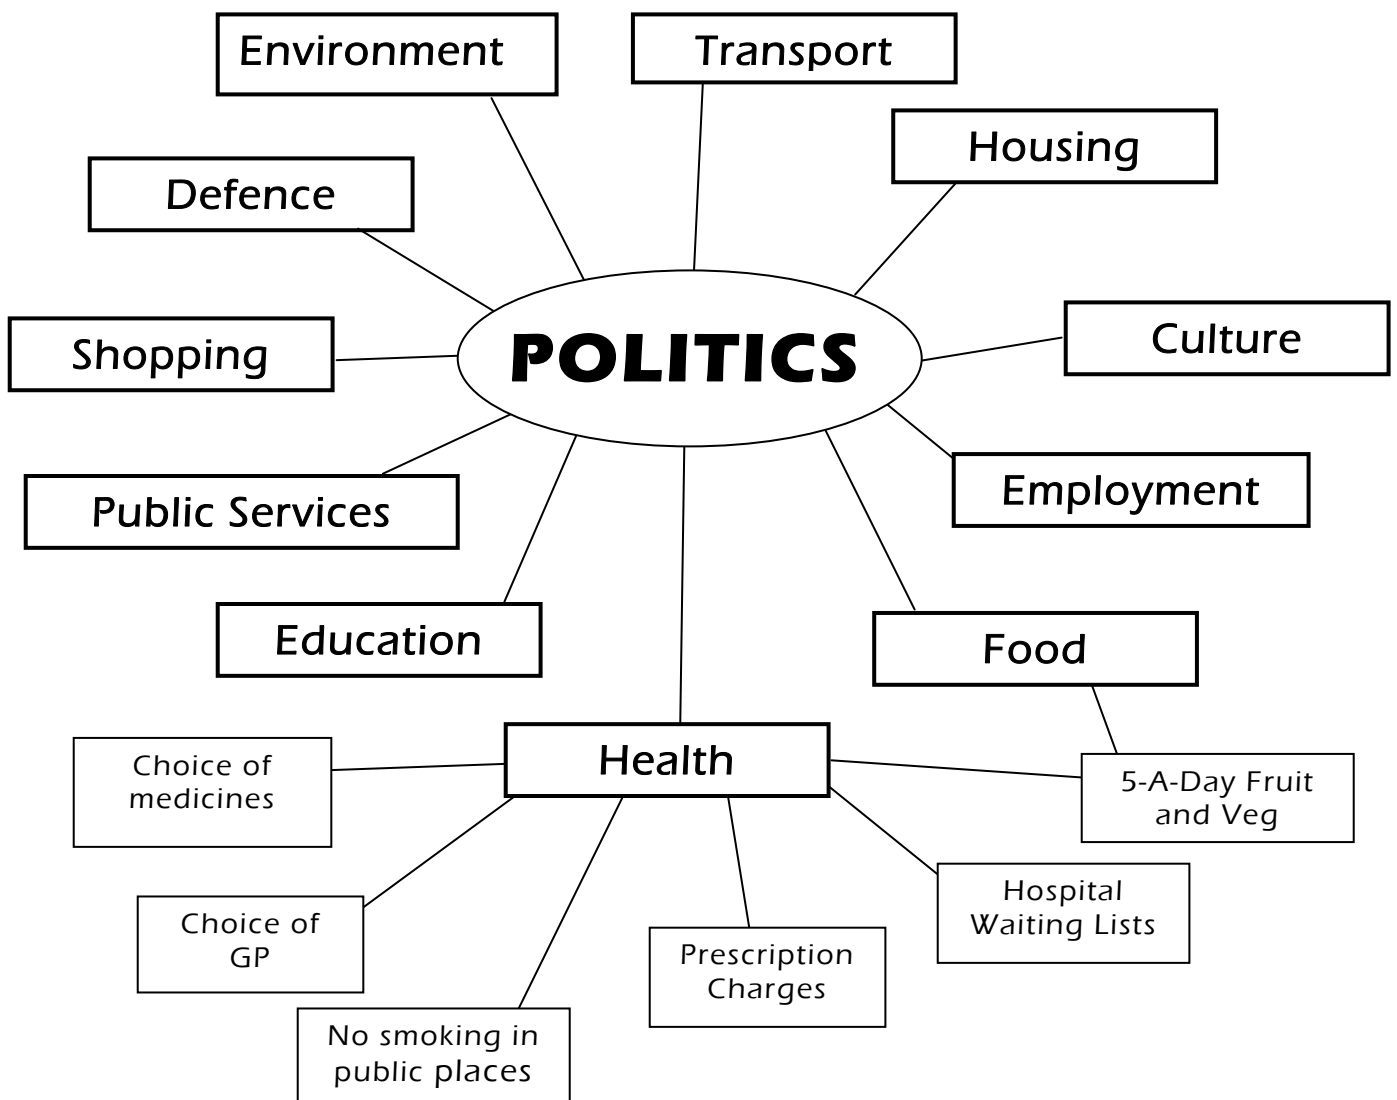 Environment
Transport
Housing
Defence
Culture
Shopping
POLITICS
Employment
Public Services
Education
Food
Health
Choice of
medicines
5-A-Day Fruit
and Veg
Hospital
Waiting Lists
Choice of
GP
Prescription
Charges
No smoking in
public places